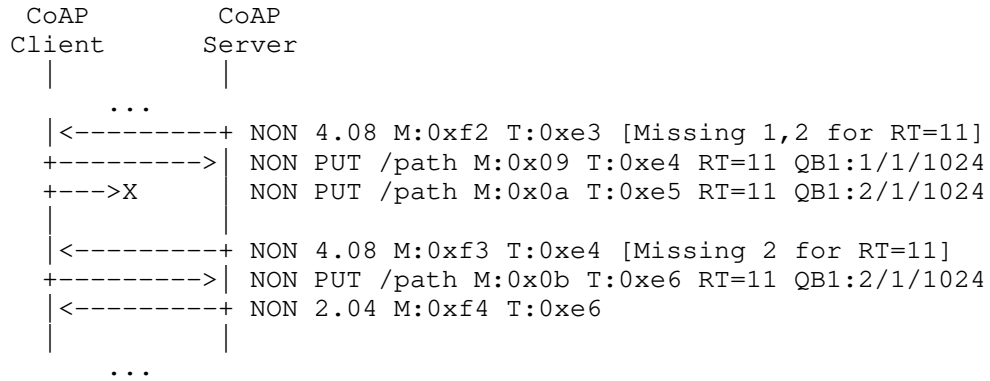 CoAP        CoAP
Client      Server
|          |
...
|<---------+ NON 4.08 M:0xf2 T:0xe3 [Missing 1,2 for RT=11]
+--------->| NON PUT /path M:0x09 T:0xe4 RT=11 QB1:1/1/1024
+--->X     | NON PUT /path M:0x0a T:0xe5 RT=11 QB1:2/1/1024
|          |
|<---------+ NON 4.08 M:0xf3 T:0xe4 [Missing 2 for RT=11]
+--------->| NON PUT /path M:0x0b T:0xe6 RT=11 QB1:2/1/1024
|<---------+ NON 2.04 M:0xf4 T:0xe6
|          |
...